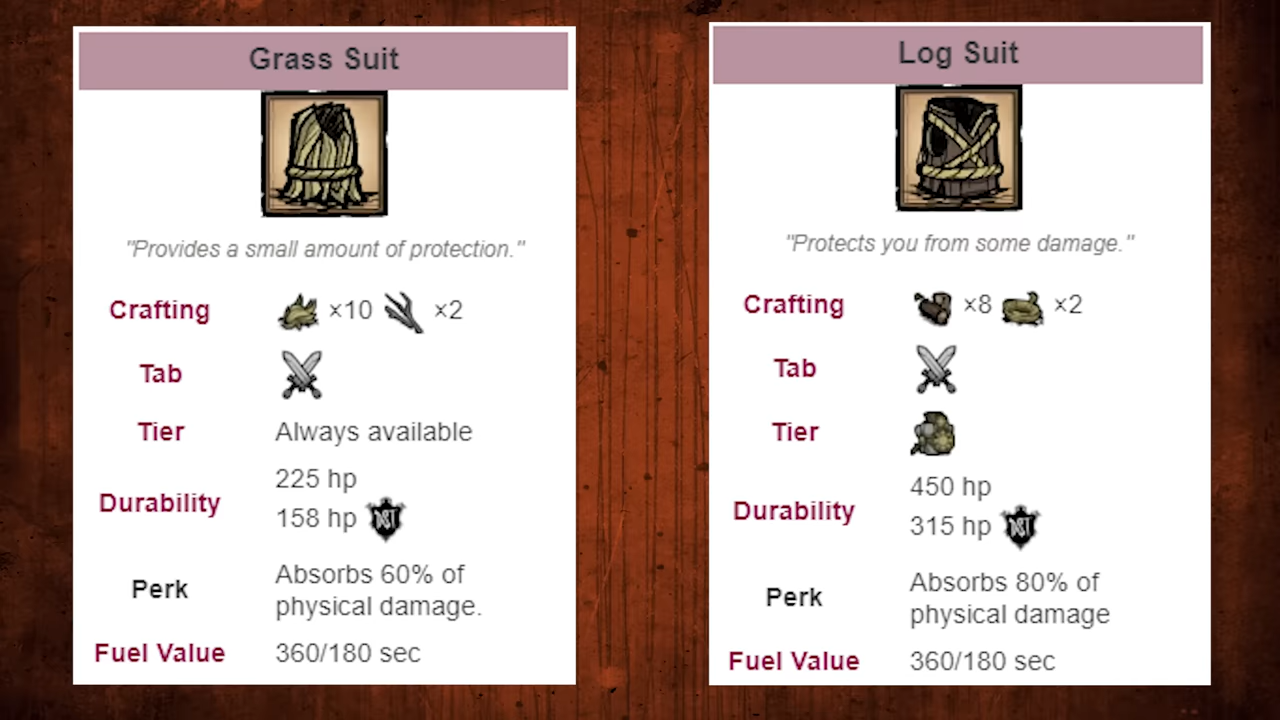 Grass Suit
"Provides a small amount of protection."
Crafting ×10 ×2
Tab
Tier Always available
Durability 225 hp
158 hp DST
Perk Absorbs 60% of
physical damage.
Fuel Value 360/180 sec
Log Suit
"Protects you from some damage."
Crafting ×8 ×2
Tab
Tier
Durability 450 hp
315 hp DST
Perk Absorbs 80% of
physical damage
Fuel Value 360/180 sec